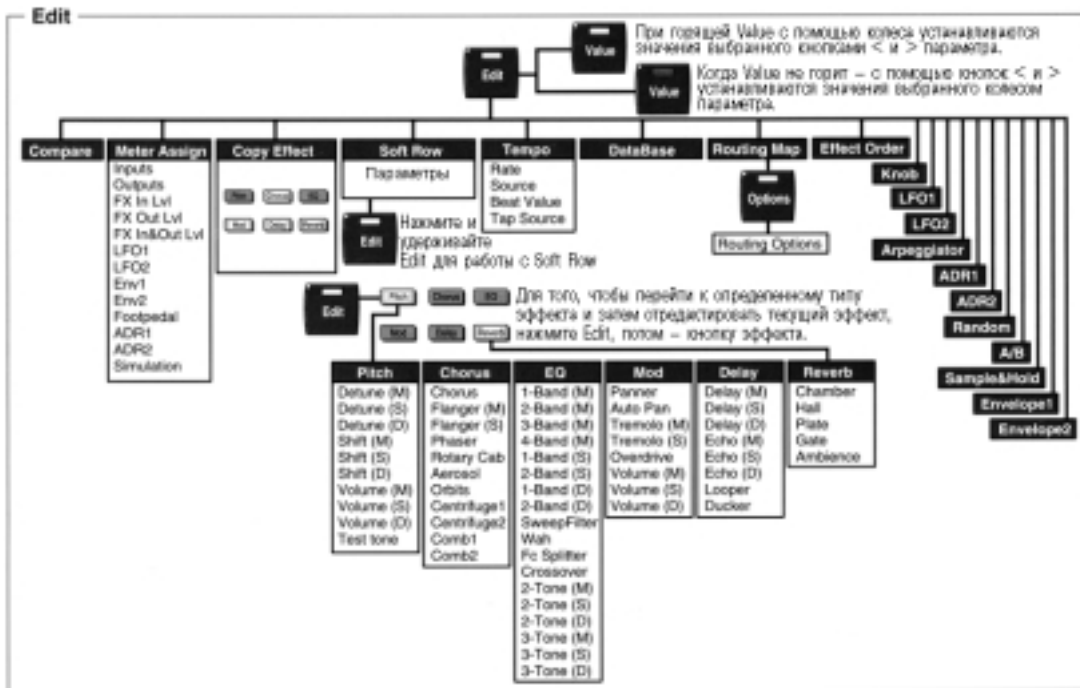 Edit
При горящей Value с помощью колеса устанавливаются
значения выбранного кнопками < и > параметра.
Value
Edit
Когда Value не горит – с помощью кнопок < и >
устанавливаются значения выбранного колесом
параметра.
Value
Compare
Meter Assign
Inputs
Outputs
FX In Lvl
FX Out Lvl
FX In&Out Lvl
LFO1
LFO2
Env1
Env2
Footpedal
ADR1
ADR2
Simulation
Copy Effect
Soft Row
Параметры
Edit
Нажмите и
удерживайте
Edit для работы с Soft Row
Tempo
Rate
Source
Beat Value
Tap Source
DataBase
Routing Map
Options
Routing Options
Effect Order
Knob
LFO1
LFO2
Arpeggiator
ADR1
ADR2
Random
A/B
Sample&Hold
Envelope1
Envelope2
Edit
Pitch
Chorus
EQ
Mod
Delay
Reverb
Для того, чтобы перейти к определенному типу
эффекта и затем отредактировать текущий эффект,
нажмите Edit, потом – кнопку эффекта.
Pitch
Detune (M)
Detune (S)
Detune (D)
Shift (M)
Shift (S)
Shift (D)
Volume (M)
Volume (S)
Volume (D)
Test tone
Chorus
Chorus
Flanger (M)
Flanger (S)
Phaser
Rotary Cab
Aerosol
Orbits
Centrifuge1
Centrifuge2
Comb1
Comb2
EQ
1-Band (M)
2-Band (M)
3-Band (M)
4-Band (M)
1-Band (S)
2-Band (S)
1-Band (D)
2-Band (D)
SweepFilter
Wah
Fc Splitter
Crossover
2-Tone (M)
2-Tone (S)
2-Tone (D)
3-Tone (M)
3-Tone (S)
3-Tone (D)
Mod
Panner
Auto Pan
Tremolo (M)
Tremolo (S)
Overdrive
Volume (M)
Volume (S)
Volume (D)
Delay
Delay (M)
Delay (S)
Delay (D)
Echo (M)
Echo (S)
Echo (D)
Looper
Ducker
Reverb
Chamber
Hall
Plate
Gate
Ambience